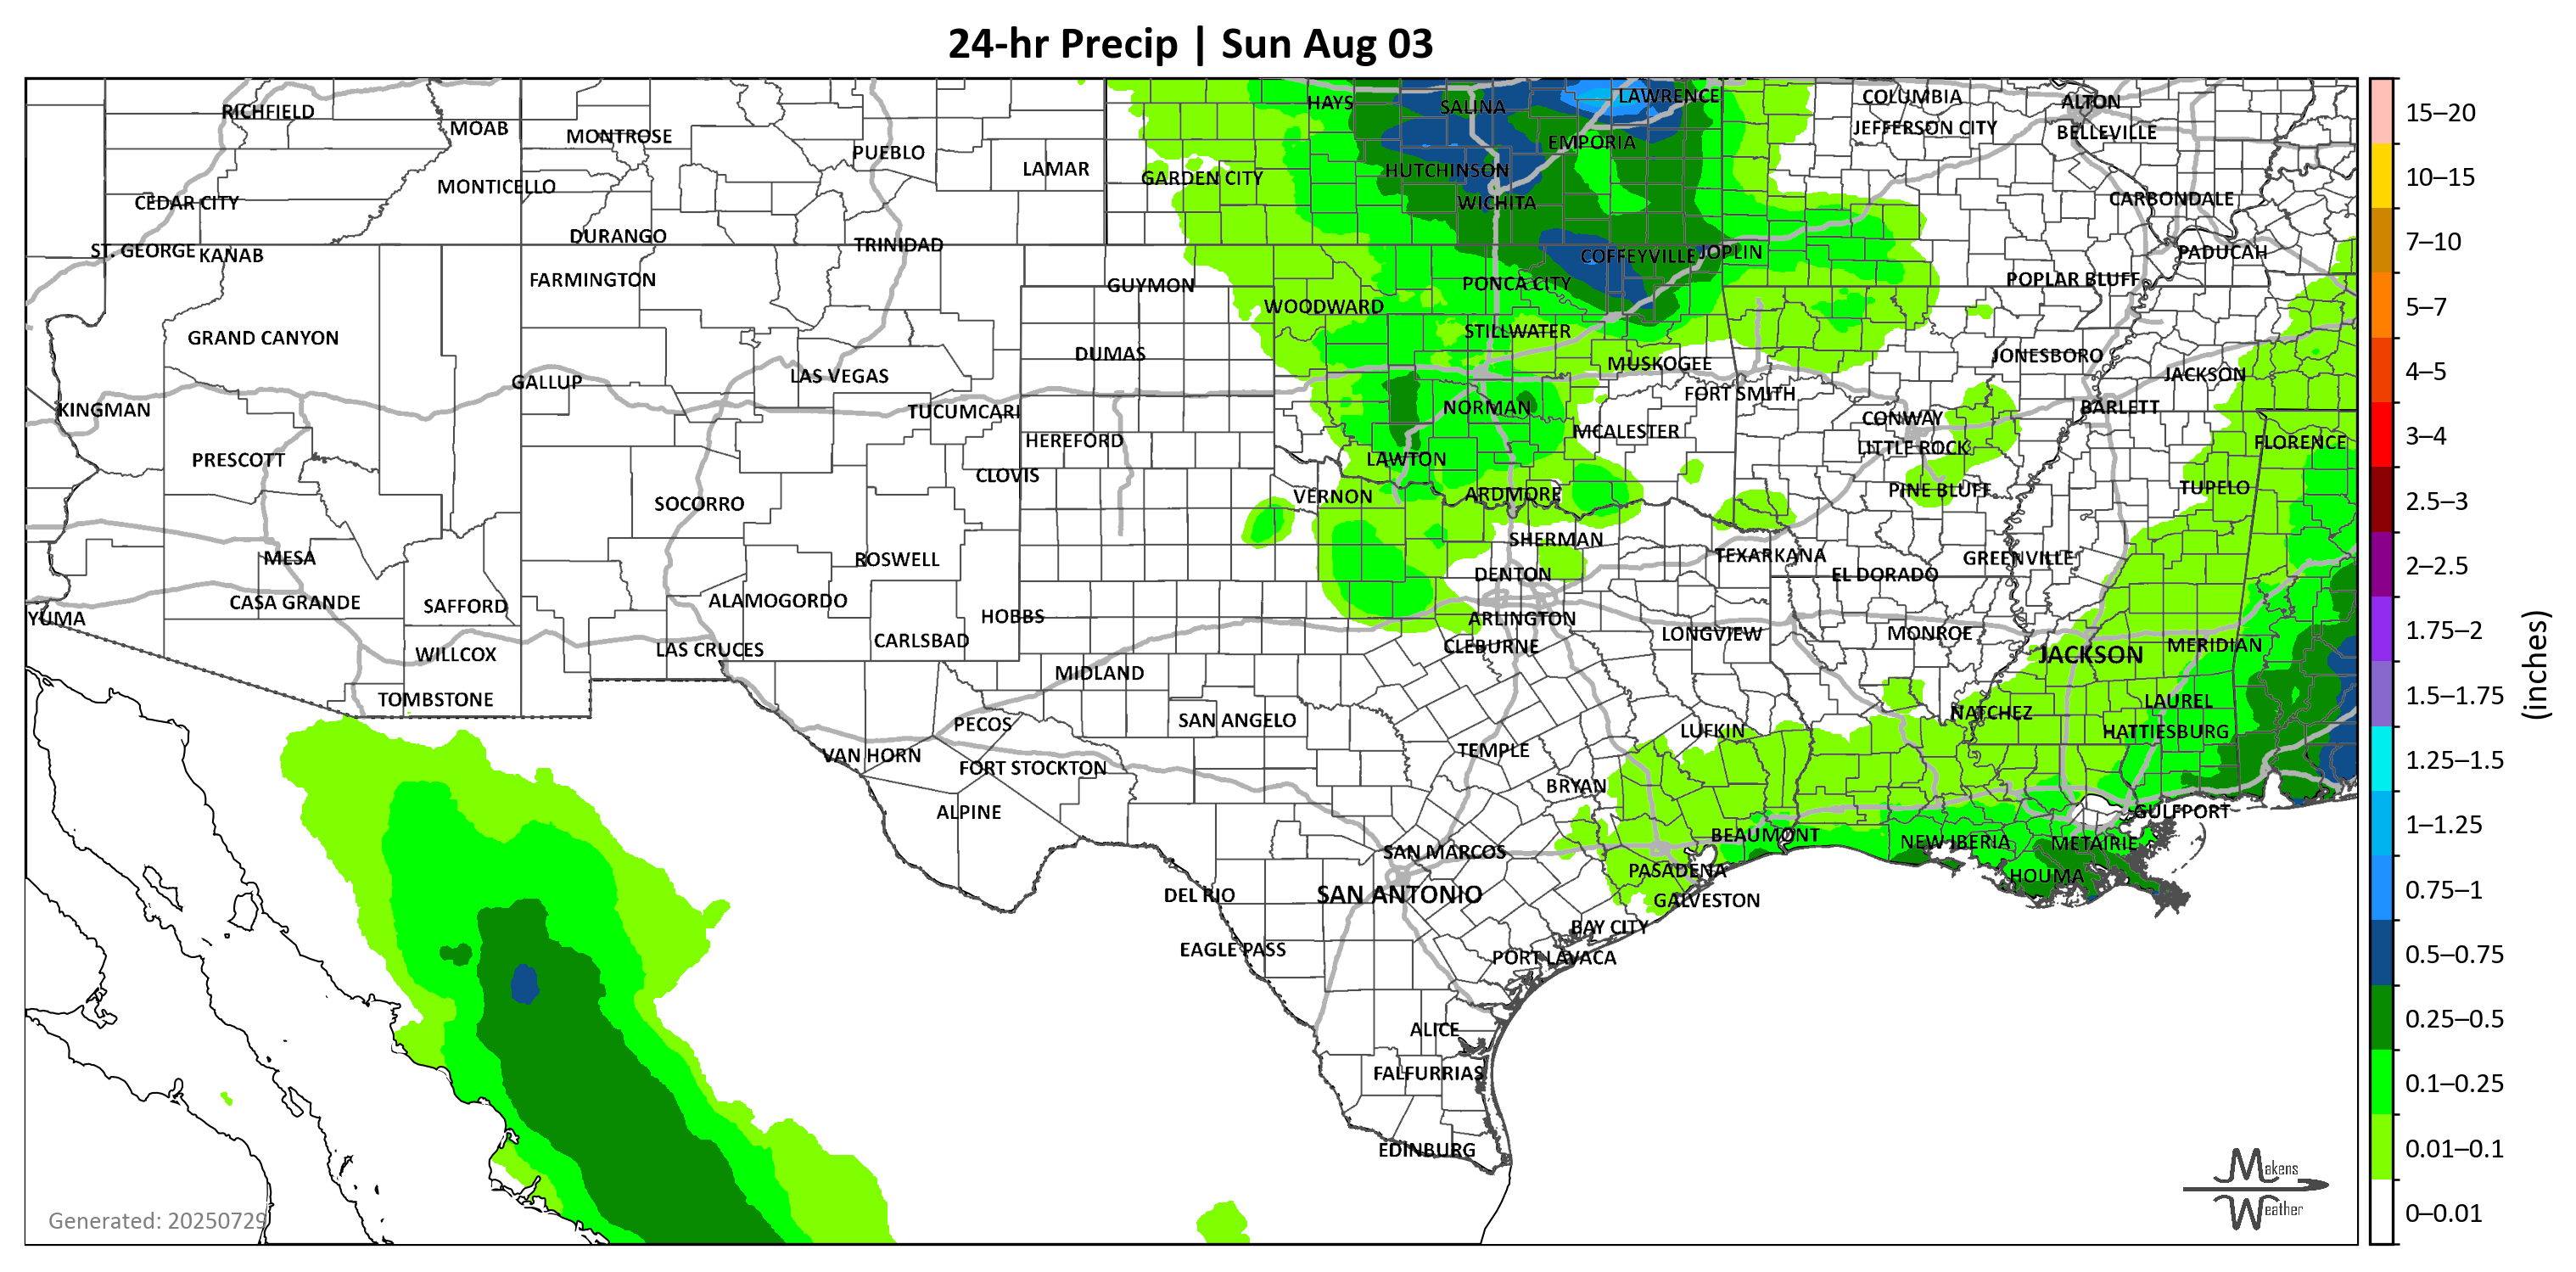 24-hr Precip | Sun Aug 03
RICHFIELD
MOAB
MONTROSE
PUEBLO
LAMAR
HAYS
SALINA
LAWRENCE
COLUMBIA
ALTON
JEFFERSON CITY
BELLEVILLE
EMPORIA
HUTCHINSON
GARDEN CITY
MONTICELLO
CEDAR CITY
WICHITA
CARBONDALE
DURANGO
TRINIDAD
ST. GEORGE
KANAB
COFFEYVILLE
JOPLIN
PADUCAH
FARMINGTON
GUYMON
PONCA CITY
POPLAR BLUFF
WOODWARD
STILLWATER
GRAND CANYON
DUMAS
MUSKOGEE
JONESBORO
GALLUP
LAS VEGAS
FORT SMITH
JACKSON
KINGMAN
TUCUMCARI
NORMAN
CONWAY
BARLETT
HEREFORD
MCALESTER
LITTLE ROCK
FLORENCE
PRESCOTT
LAWTON
CLOVIS
SOCORRO
VERNON
ARDMORE
PINE BLUFF
TUPELO
MESA
ROSWELL
SHERMAN
TEXARKANA
GREENVILLE
DENTON
EL DORADO
CASA GRANDE
SAFFORD
ALAMOGORDO
HOBBS
YUMA
ARLINGTON
LAS CRUCES
CARLSBAD
CLEBURNE
LONGVIEW
MONROE
WILLCOX
JACKSON
MERIDIAN
MIDLAND
TOMBSTONE
LAUREL
PECOS
SAN ANGELO
NATCHEZ
LUFKIN
HATTIESBURG
VAN HORN
TEMPLE
FORT STOCKTON
BRYAN
ALPINE
GULFPORT
BEAUMONT
NEW IBERIA
METAIRIE
SAN MARCOS
PASADENA
HOUMA
DEL RIO
SAN ANTONIO
GALVESTON
BAY CITY
EAGLE PASS
PORT LAVACA
ALICE
FALFURRIAS
EDINBURG
Generated: 20250729
Makens
Weather
15–20
10–15
7–10
5–7
4–5
3–4
2.5–3
2–2.5
1.75–2
1.5–1.75
1.25–1.5
1–1.25
0.75–1
0.5–0.75
0.25–0.5
0.1–0.25
0.01–0.1
0–0.01
(inches)